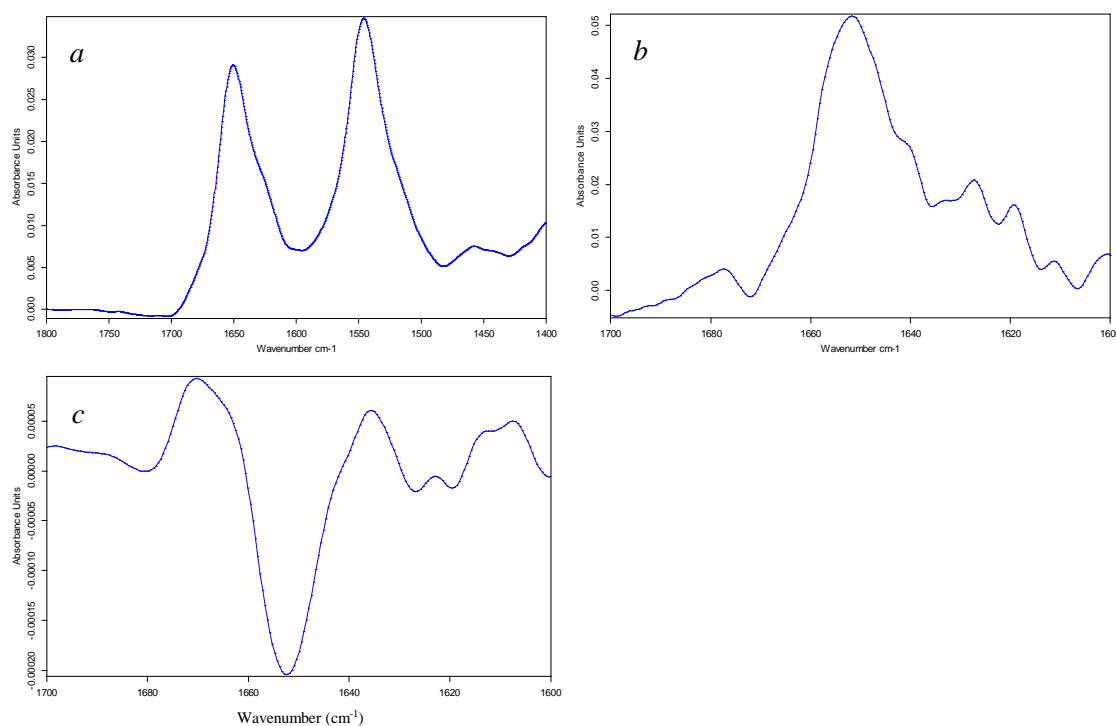 a
Absorbance Units
0.000 0.005 0.010 0.015 0.020 0.025 0.030
1800 1750 1700 1650 1600 1550 1500 1450 1400
Wavenumber cm-1
b
Absorbance Units
0.00 0.01 0.02 0.03 0.04 0.05
1700 1680 1660 1640 1620 160
Wavenumber cm-1
c
Absorbance Units
-0.00020 -0.00015 -0.00010 -0.00005 0.00000 0.00005
1700 1680 1660 1640 1620 1600
Wavenumber (cm-1)